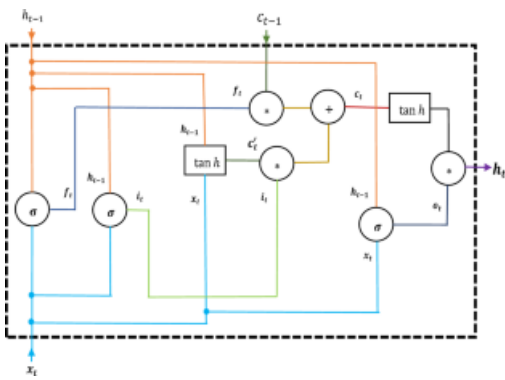 h_{t-1}
C_{t-1}
f_t
*
+
c_t
tan h
h_{t-1}
tan h
c'_t
*
*
h_t
f_t
h_{t-1}
i_t
x_t
i_t
h_{t-1}
o_t
σ
σ
σ
x_t
x_t